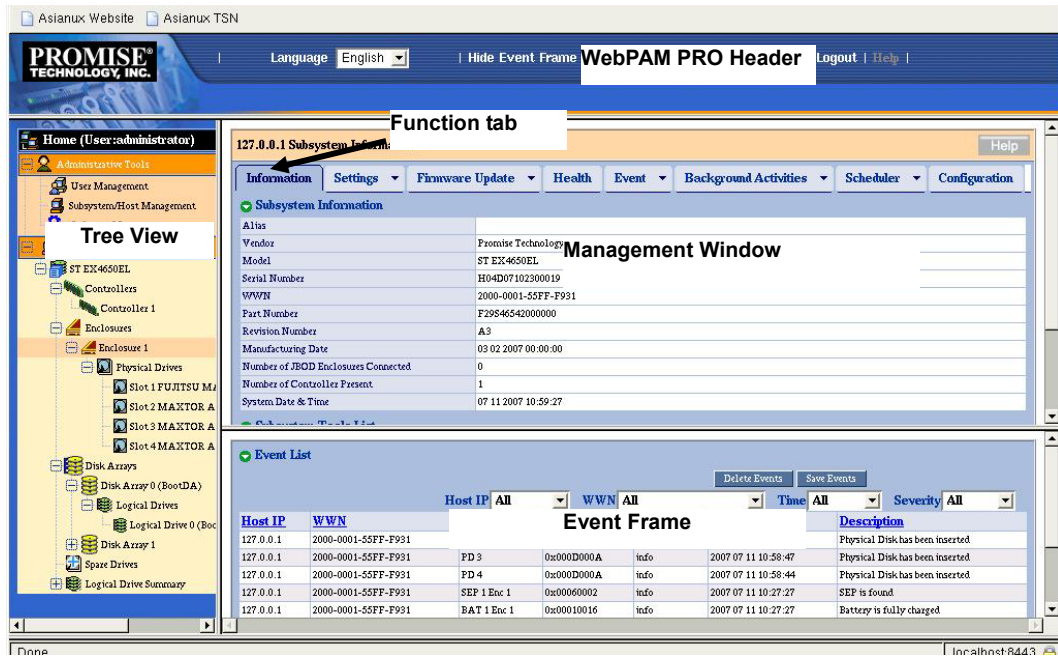 Asianux Website Asianux TSN
PROMISE®
TECHNOLOGY, INC.
| Language English | Hide Event Frame WebPAM PRO Header Logout | Help |
Function tab
Home (User:administrator)
Administrative Tools
User Management
Subsystem/Host Management
Tree View
ST EX4650EL
Controllers
Controller 1
Enclosures
Enclosure 1
Physical Drives
Slot 1 FUJITSU MA
Slot 2 MAXTOR A
Slot 3 MAXTOR A
Slot 4 MAXTOR A
Disk Arrays
Disk Array 0 (BootDA)
Logical Drives
Logical Drive 0 (Boc
Disk Array 1
Spare Drives
Logical Drive Summary
127.0.0.1 Subsystem Informa
Help
Information Settings Firmware Update Health Event Background Activities Scheduler Configuration
Subsystem Information
Alias
Vendor Promise Technology
Management Window
Model ST EX4650EL
Serial Number H04D07102300019
WWN 2000-0001-55FF-F931
Part Number F29S46542000000
Revision Number A3
Manufacturing Date 03 02 2007 00:00:00
Number of JBOD Enclosures Connected 0
Number of Controller Present 1
System Date & Time 07 11 2007 10:59:27
Subsystem Tools List
Event List
Delete Events Save Events
Host IP All WWN All Time All Severity All
Event Frame
Host IP WWN Description
127.0.0.1 2000-0001-55FF-F931 Physical Disk has been inserted
127.0.0.1 2000-0001-55FF-F931 PD 3 0x000D000A info 2007 07 11 10:58:47 Physical Disk has been inserted
127.0.0.1 2000-0001-55FF-F931 PD 4 0x000D000A info 2007 07 11 10:58:44 Physical Disk has been inserted
127.0.0.1 2000-0001-55FF-F931 SEP 1 Enc 1 0x00060002 info 2007 07 11 10:27:27 SEP is found
127.0.0.1 2000-0001-55FF-F931 BAT 1 Enc 1 0x00010016 info 2007 07 11 10:27:27 Battery is fully charged
Done localhost:8443